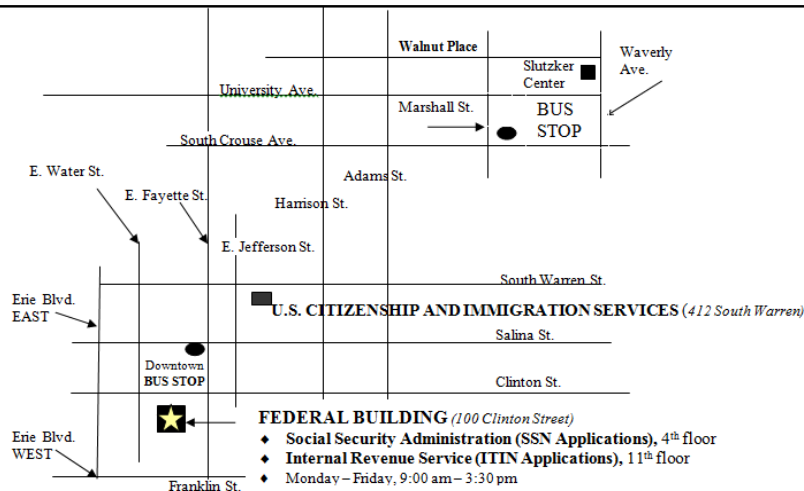 Walnut Place
Slutzker
Center
Waverly
Ave.
University Ave.
Marshall St.
BUS
STOP
South Crouse Ave.
E. Water St.
Adams St.
E. Fayette St.
Harrison St.
E. Jefferson St.
South Warren St.
Erie Blvd.
EAST
U.S. CITIZENSHIP AND IMMIGRATION SERVICES (412 South Warren)
Salina St.
Downtown
BUS STOP
Clinton St.
FEDERAL BUILDING (100 Clinton Street)
◆ Social Security Administration (SSN Applications), 4th floor
Erie Blvd.
WEST
◆ Internal Revenue Service (ITIN Applications), 11th floor
◆ Monday – Friday, 9:00 am – 3:30 pm
Franklin St.